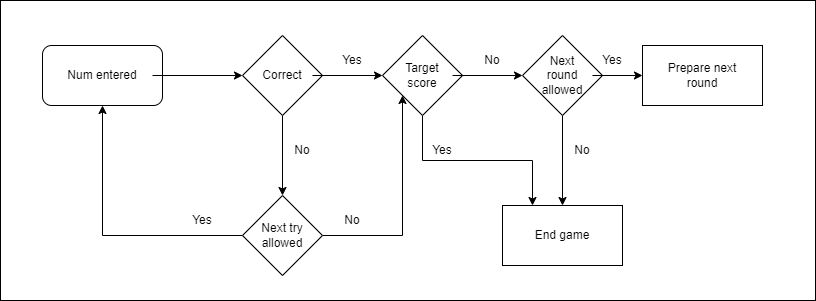 Num entered
Correct
Yes
Target
score
No
Next
round
allowed
Yes
Prepare next
round
No
Yes
No
Yes
Next try
allowed
No
End game